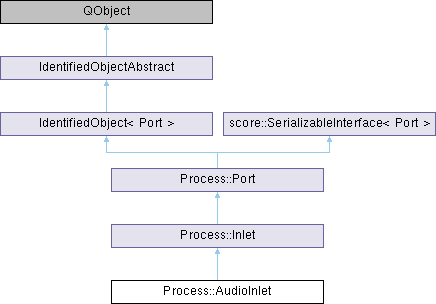 QObject
IdentifiedObjectAbstract
IdentifiedObject< Port >
score::SerializableInterface< Port >
Process::Port
Process::Inlet
Process::AudioInlet